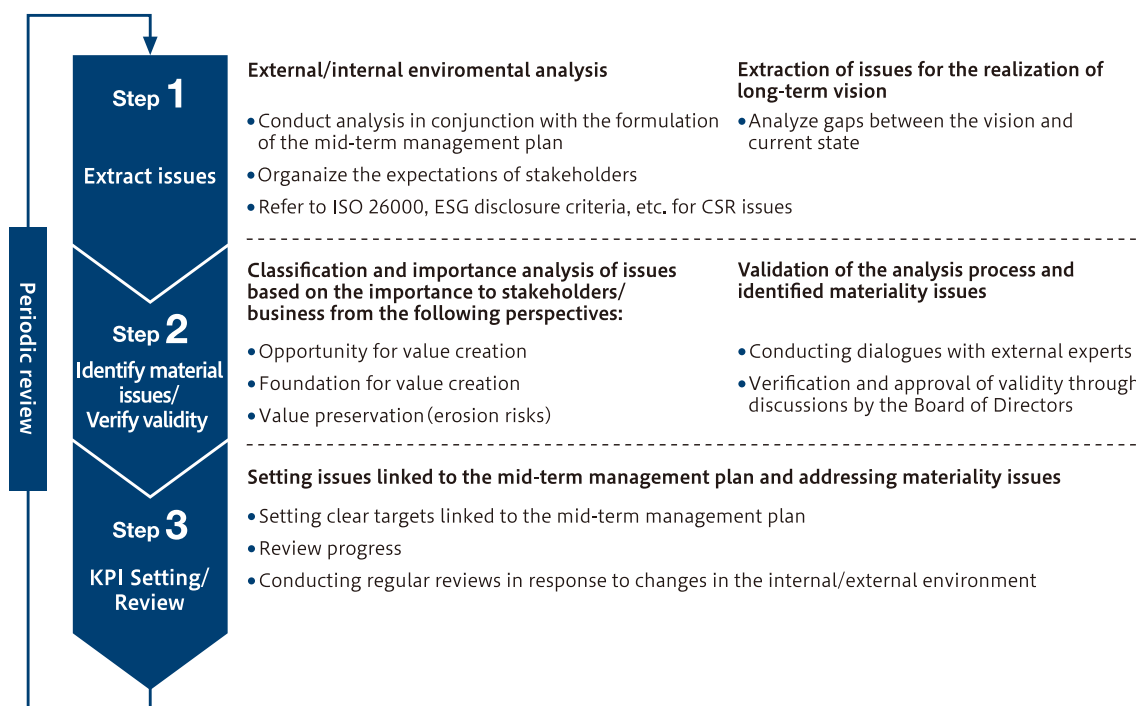 Periodic review
Step 1
Extract issues
External/internal enviromental analysis
•Conduct analysis in conjunction with the formulation
of the mid-term management plan
•Organaize the expectations of stakeholders
•Refer to ISO 26000, ESG disclosure criteria, etc. for CSR issues
Extraction of issues for the realization of
long-term vision
•Analyze gaps between the vision and
current state
Step 2
Identify material
issues/
Verify validity
Classification and importance analysis of issues
based on the importance to stakeholders/
business from the following perspectives:
•Opportunity for value creation
•Foundation for value creation
•Value preservation (erosion risks)
Validation of the analysis process and
identified materiality issues
•Conducting dialogues with external experts
•Verification and approval of validity through
discussions by the Board of Directors
Step 3
KPI Setting/
Review
Setting issues linked to the mid-term management plan and addressing materiality issues
•Setting clear targets linked to the mid-term management plan
•Review progress
•Conducting regular reviews in response to changes in the internal/external environment